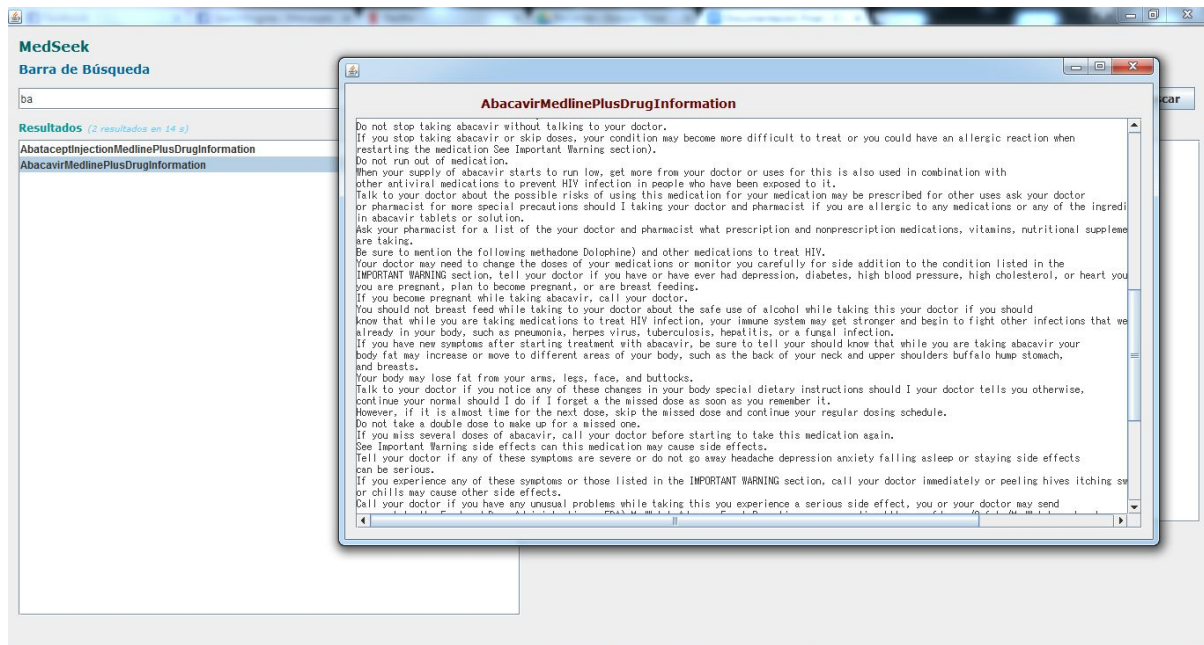 MedSeek
Barra de Búsqueda
ba
car
Resultados (2 resultados en 14 s)
AbataceptInjectionMedlinePlusDrugInformation
AbacavirMedlinePlusDrugInformation
AbacavirMedlinePlusDrugInformation
Do not stop taking abacavir without talking to your doctor.
If you stop taking abacavir or skip doses, your condition may become more difficult to treat or you could have an allergic reaction when
restarting the medication See Important Warning section).
Do not run out of medication.
When your supply of abacavir starts to run low, get more from your doctor or uses for this is also used in combination with
other antiviral medications to prevent HIV infection in people who have been exposed to it.
Talk to your doctor about the possible risks of using this medication for your medication may be prescribed for other uses ask your doctor
or pharmacist for more special precautions should I taking your doctor and pharmacist if you are allergic to any medications or any of the ingredi
in abacavir tablets or solution.
Ask your pharmacist for a list of the your doctor and pharmacist what prescription and nonprescription medications, vitamins, nutritional suppleme
are taking.
Be sure to mention the following methadone Dolophine) and other medications to treat HIV.
Your doctor may need to change the doses of your medications or monitor you carefully for side addition to the condition listed in the
IMPORTANT WARNING section, tell your doctor if you have or have ever had depression, diabetes, high blood pressure, high cholesterol, or heart you
you are pregnant, plan to become pregnant, or are breast feeding.
If you become pregnant while taking abacavir, call your doctor.
You should not breast feed while taking to your doctor about the safe use of alcohol while taking this your doctor if you should
know that while you are taking medications to treat HIV infection, your immune system may get stronger and begin to fight other infections that we
already in your body, such as pneumonia, herpes virus, tuberculosis, hepatitis, or a fungal infection.
If you have new symptoms after starting treatment with abacavir, be sure to tell your should know that while you are taking abacavir your
body fat may increase or move to different areas of your body, such as the back of your neck and upper shoulders buffalo hump stomach,
and breasts.
Your body may lose fat from your arms, legs, face, and buttocks.
Talk to your doctor if you notice any of these changes in your body special dietary instructions should I your doctor tells you otherwise,
continue your normal should I do if I forget a the missed dose as soon as you remember it.
However, if it is almost time for the next dose, skip the missed dose and continue your regular dosing schedule.
Do not take a double dose to make up for a missed one.
If you miss several doses of abacavir, call your doctor before starting to take this medication again.
See Important Warning side effects can this medication may cause side effects.
Tell your doctor if any of these symptoms are severe or do not go away headache depression anxiety falling asleep or staying side effects
can be serious.
If you experience any of these symptoms or those listed in the IMPORTANT WARNING section, call your doctor immediately or peeling hives itching sw
or chills may cause other side effects.
Call your doctor if you have any unusual problems while taking this you experience a serious side effect, you or your doctor may send